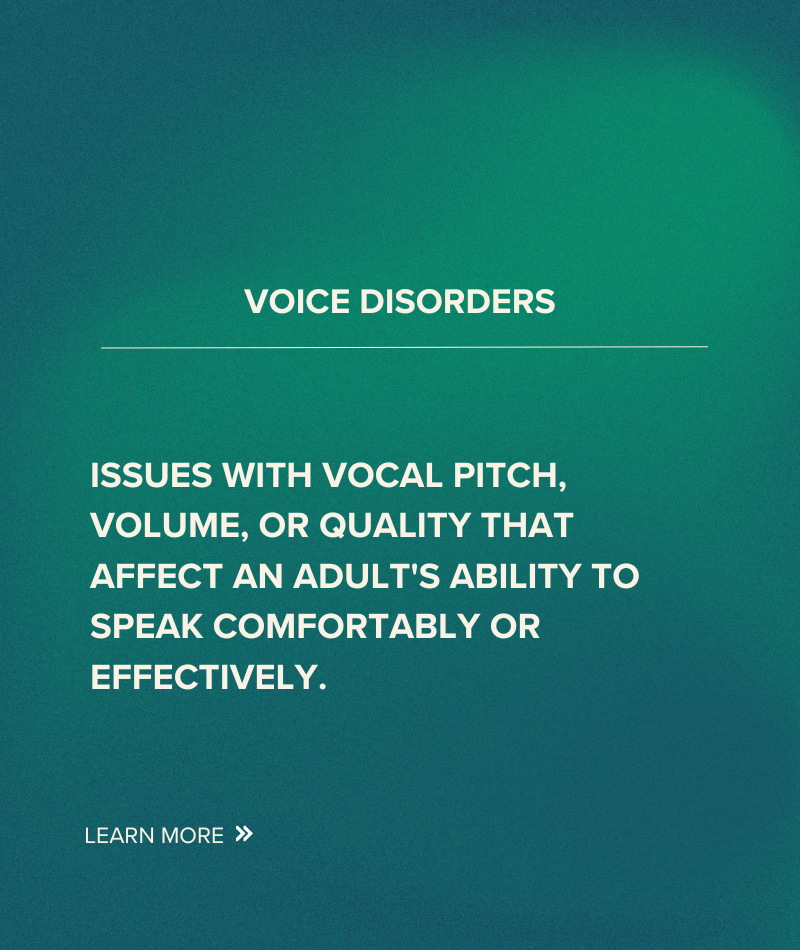 VOICE DISORDERS
ISSUES WITH VOCAL PITCH,
VOLUME, OR QUALITY THAT
AFFECT AN ADULT'S ABILITY TO
SPEAK COMFORTABLY OR
EFFECTIVELY.
LEARN MORE »